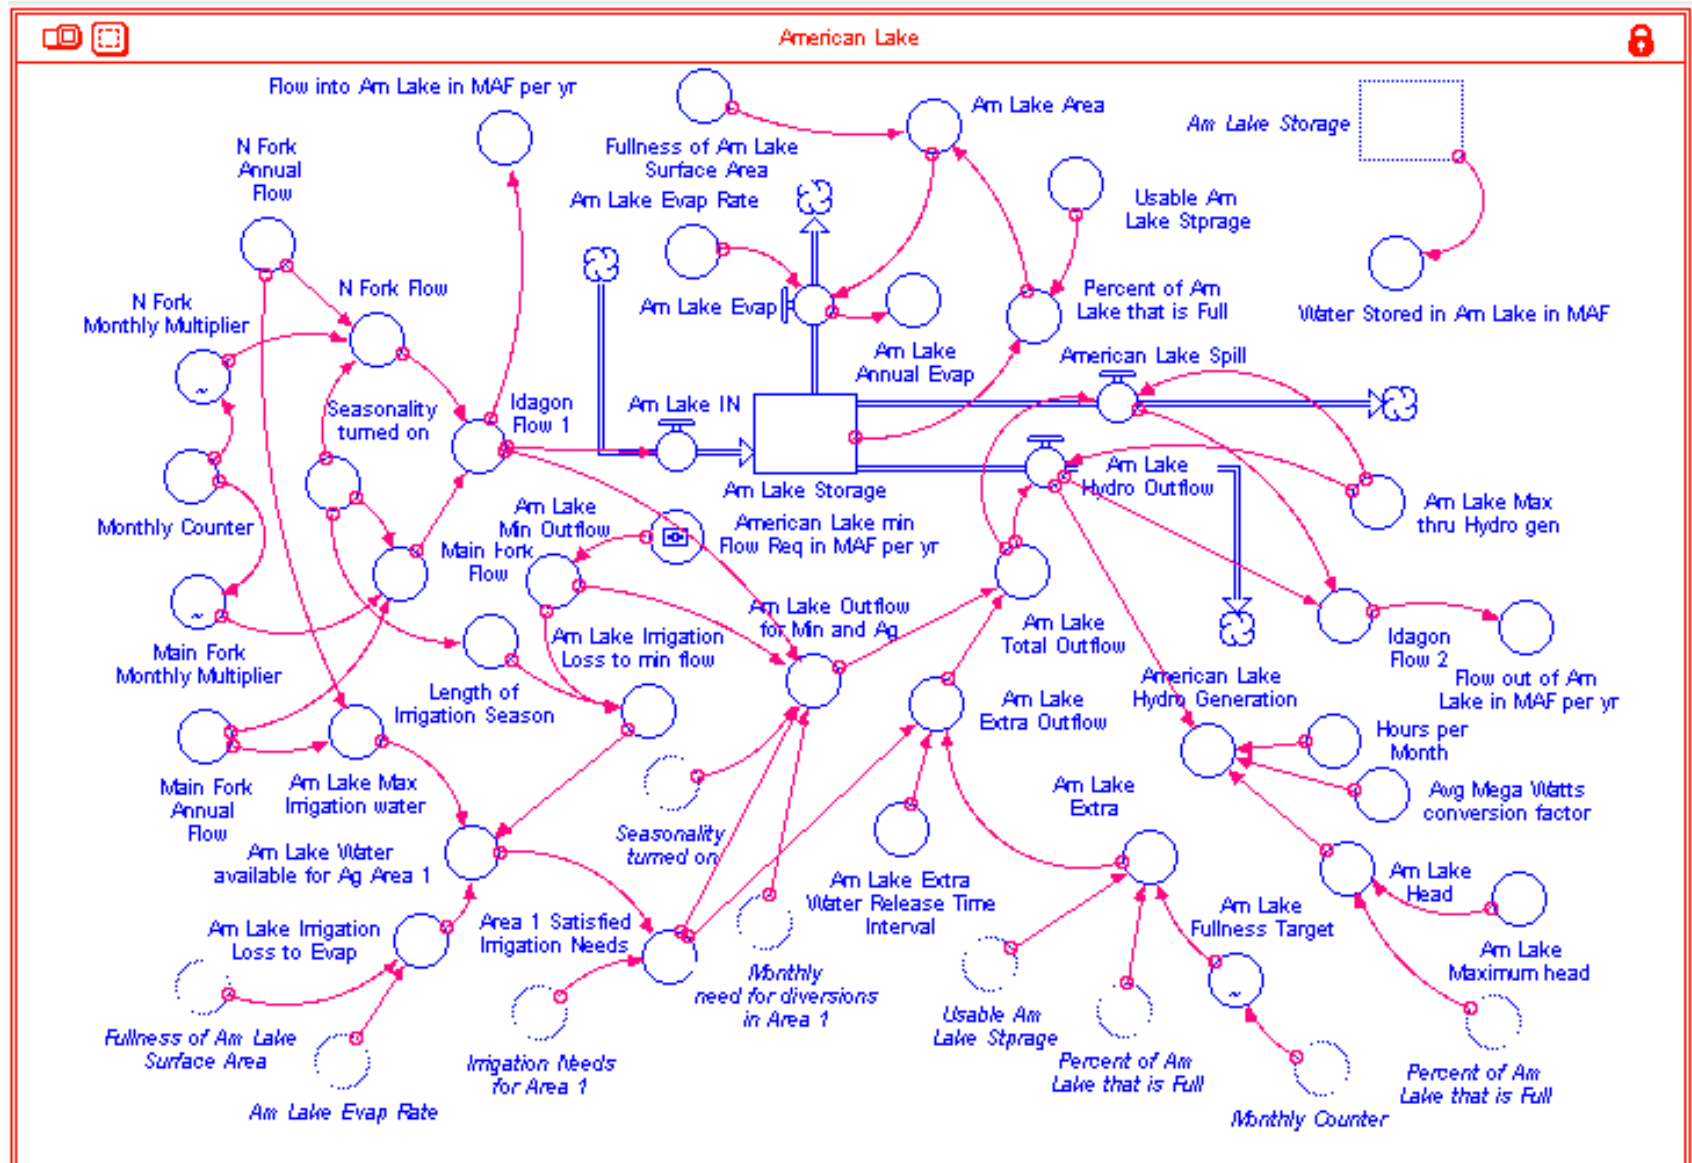 American Lake
Flow into Am Lake in MAF per yr
Am Lake Area
Am Lake Storage
N Fork
Annual
Flow
Fullness of Am Lake
Surface Area
Am Lake Evap Rate
Usable Am
Lake Stprage
N Fork Flow
N Fork
Monthly Multiplier
Am Lake Evap
Percent of Am
Lake that is Full
Water Stored in Am Lake in MAF
Am Lake
Annual Evap
American Lake Spill
Seasonality
turned on
Idagon
Flow 1
Am Lake IN
Am Lake Storage
Am Lake
Hydro Outflow
Am Lake Max
thru Hydro gen
Monthly Counter
Am Lake
Min Outflow
American Lake min
Flow Req in MAF per yr
Main Fork
Flow
Main Fork
Monthly Multiplier
Am Lake Irrigation
Loss to min flow
Am Lake Outflow
for Min and Ag
Am Lake
Total Outflow
Idagon
Flow 2
Flow out of Am
Lake in MAF per yr
Length of
Irrigation Season
Am Lake
Extra Outflow
American Lake
Hydro Generation
Hours per
Month
Main Fork
Annual
Flow
Am Lake Max
Irrigation water
Am Lake
Extra
Avg Mega Watts
conversion factor
Seasonality
turned on
Am Lake Water
available for Ag Area 1
Am Lake Extra
Water Release Time
Interval
Am Lake
Head
Am Lake
Fullness Target
Am Lake Irrigation
Loss to Evap
Area 1 Satisfied
Irrigation Needs
Am Lake
Maximum head
Monthly
need for diversions
in Area 1
Usable Am
Lake Stprage
Fullness of Am Lake
Surface Area
Irrigation Needs
for Area 1
Percent of Am
Lake that is Full
Percent of Am
Lake that is Full
Am Lake Evap Rate
Monthly Counter